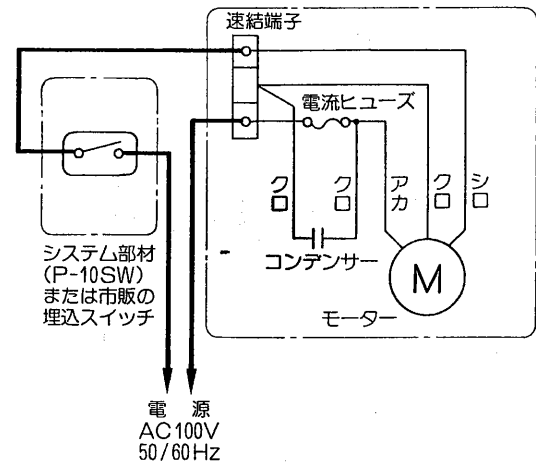 速結端子
電流ヒューズ
クロ
クロ
アカ
クロ
シロ
コンデンサー
M
モーター
システム部材
(P-10SW)
または市販の
埋込スイッチ
電 源
AC100V
50/60Hz